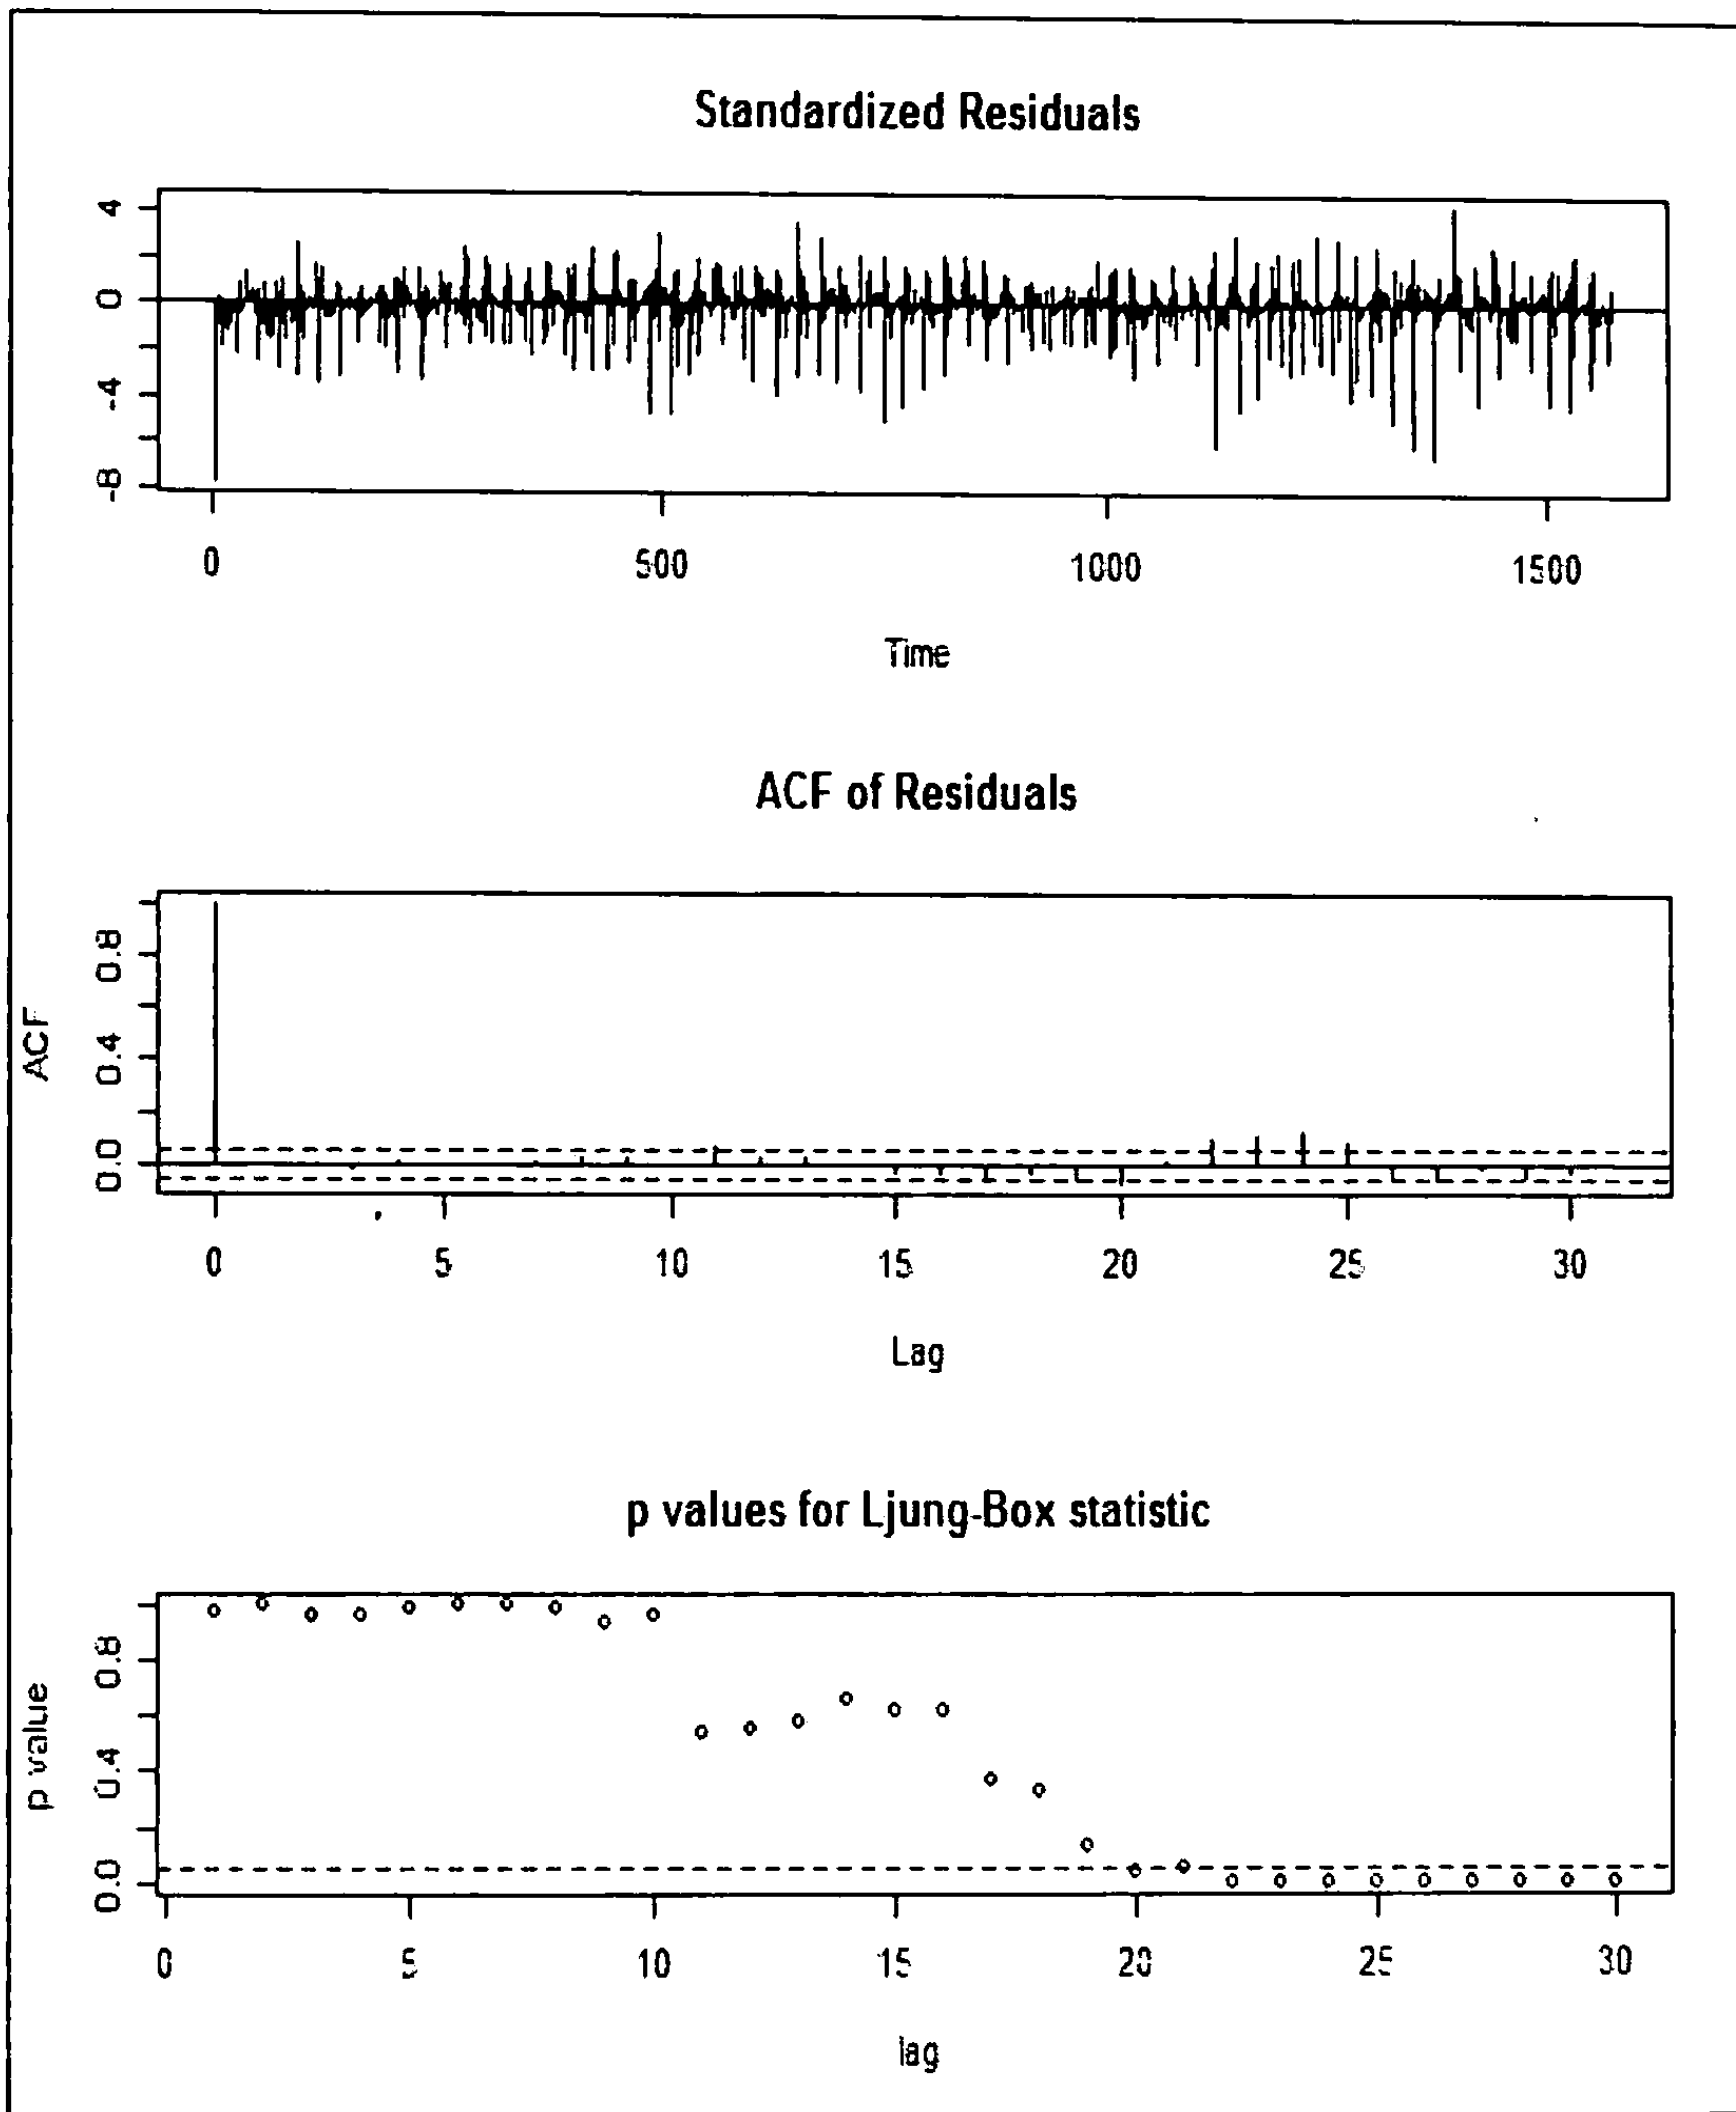 Standardized Residuals
4
0
-4
-8
0 500 1000 1500
Time
ACF of Residuals
ACF
0.8
0.4
0.0
0 5 10 15 20 25 30
Lag
p values for Ljung-Box statistic
p value
0.8
0.4
0.0
0 5 10 15 20 25 30
lag